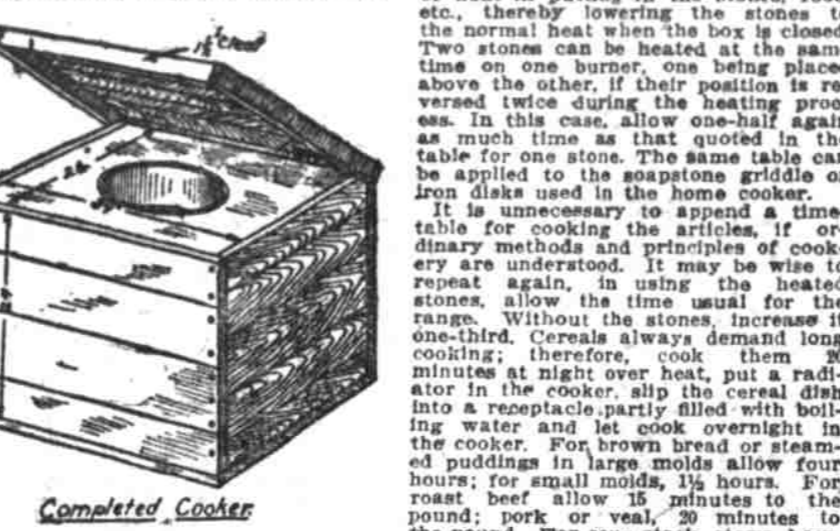 1½" cleat
24"
Completed Cooker.
etc., thereby lowering the stones
the normal heat when the box is closed
Two stones can be heated at the sam
time on one burner, one being place
above the other, if their position is re
versed twice during the heating proc
ess. In this case, allow one-half again
as much time as that quoted in th
table for one stone. The same table ca
be applied to the soapstone griddle o
iron disks used in the home cooker.
It is unnecessary to append a time
table for cooking the articles, if or-
dinary methods and principles of cook-
ery are understood. It may be wise to
repeat again, in using the heated
stones, allow the time usual for the
range. Without the stones, increase it
one-third. Cereals always demand long
cooking; therefore, cook them
minutes at night over heat, put a radi-
ator in the cooker, slip the cereal dish
into a receptacle partly filled with boil-
ing water and let cook overnight in
the cooker. For brown bread or steam-
ed puddings in large molds allow four
hours; for small molds, 1½ hours. For
roast beef allow 15 minutes to the
pound; pork or veal, 20 minutes to